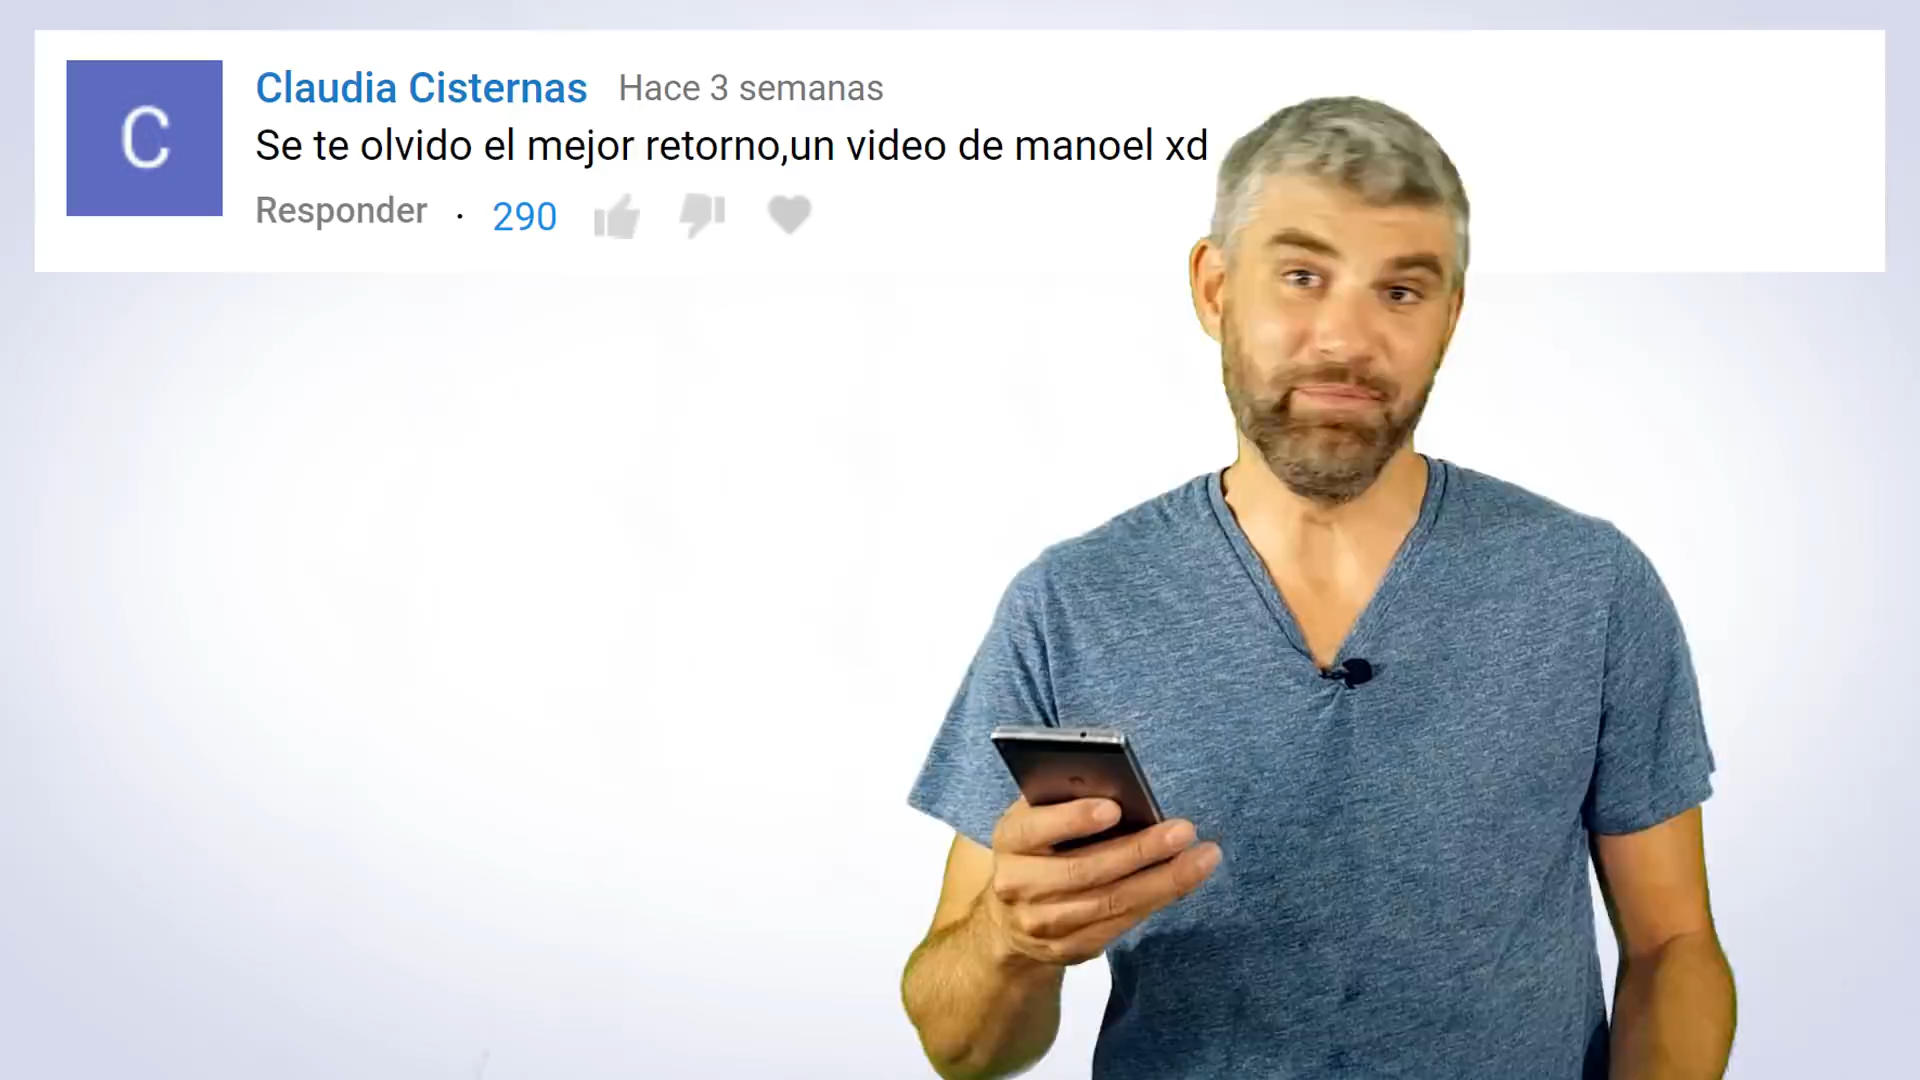 C
Claudia Cisternas Hace 3 semanas
Se te olvido el mejor retorno,un video de manoel xd
Responder · 290